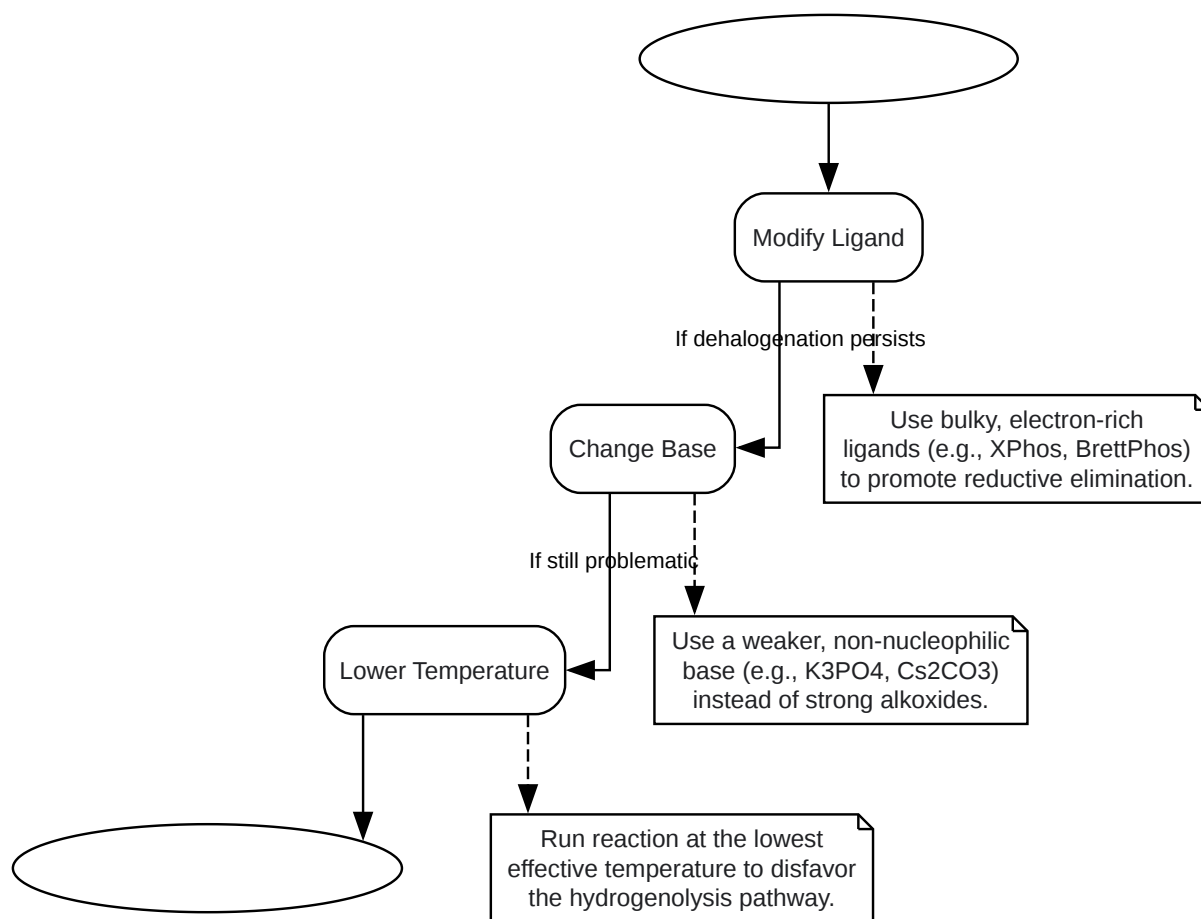 Modify Ligand
If dehalogenation persists
Use bulky, electron-rich
ligands (e.g., XPhos, BrettPhos)
to promote reductive elimination.
Change Base
If still problematic
Use a weaker, non-nucleophilic
base (e.g., K3PO4, Cs2CO3)
instead of strong alkoxides.
Lower Temperature
Run reaction at the lowest
effective temperature to disfavor
the hydrogenolysis pathway.